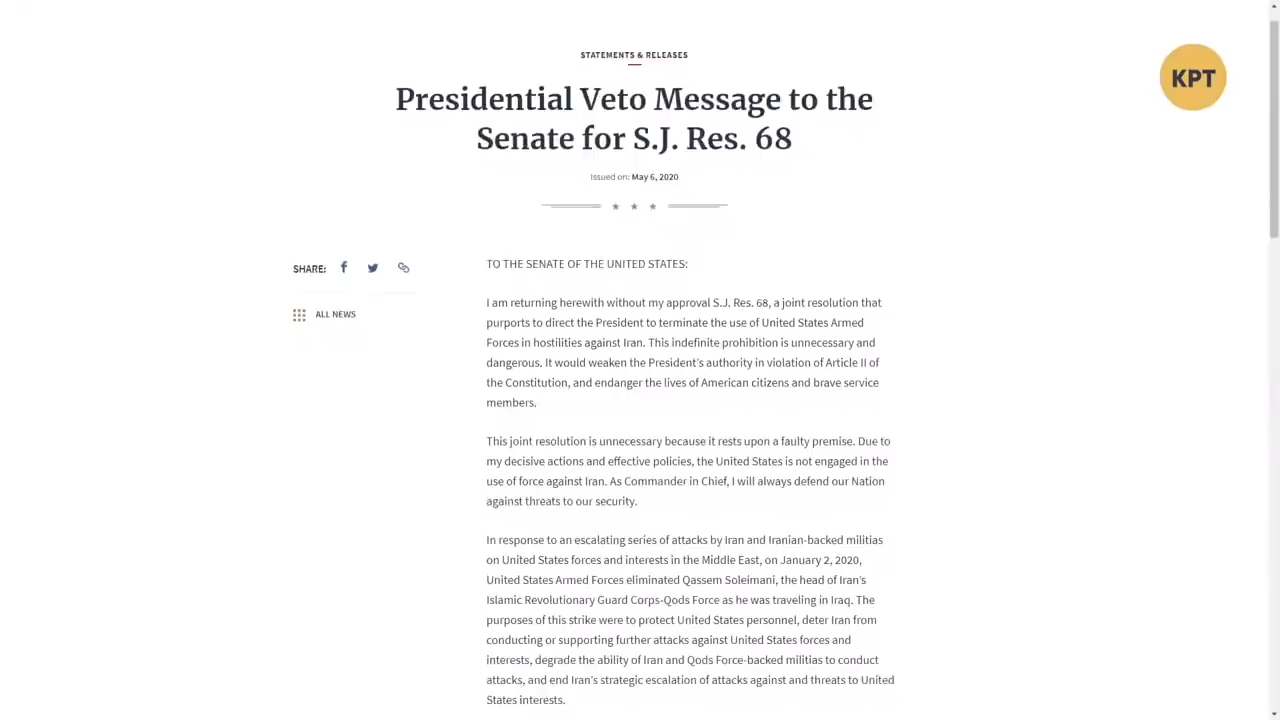 STATEMENTS & RELEASES
KPT
Presidential Veto Message to the
Senate for S.J. Res. 68
Issued on: May 6, 2020
SHARE:
ALL NEWS
TO THE SENATE OF THE UNITED STATES:
I am returning herewith without my approval S.J. Res. 68, a joint resolution that
purports to direct the President to terminate the use of United States Armed
Forces in hostilities against Iran. This indefinite prohibition is unnecessary and
dangerous. It would weaken the President's authority in violation of Article II of
the Constitution, and endanger the lives of American citizens and brave service
members.
This joint resolution is unnecessary because it rests upon a faulty premise. Due to
my decisive actions and effective policies, the United States is not engaged in the
use of force against Iran. As Commander in Chief, I will always defend our Nation
against threats to our security.
In response to an escalating series of attacks by Iran and Iranian-backed militias
on United States forces and interests in the Middle East, on January 2, 2020,
United States Armed Forces eliminated Qassem Soleimani, the head of Iran's
Islamic Revolutionary Guard Corps-Qods Force as he was traveling in Iraq. The
purposes of this strike were to protect United States personnel, deter Iran from
conducting or supporting further attacks against United States forces and
interests, degrade the ability of Iran and Qods Force-backed militias to conduct
attacks, and end Iran's strategic escalation of attacks against and threats to United
States interests.